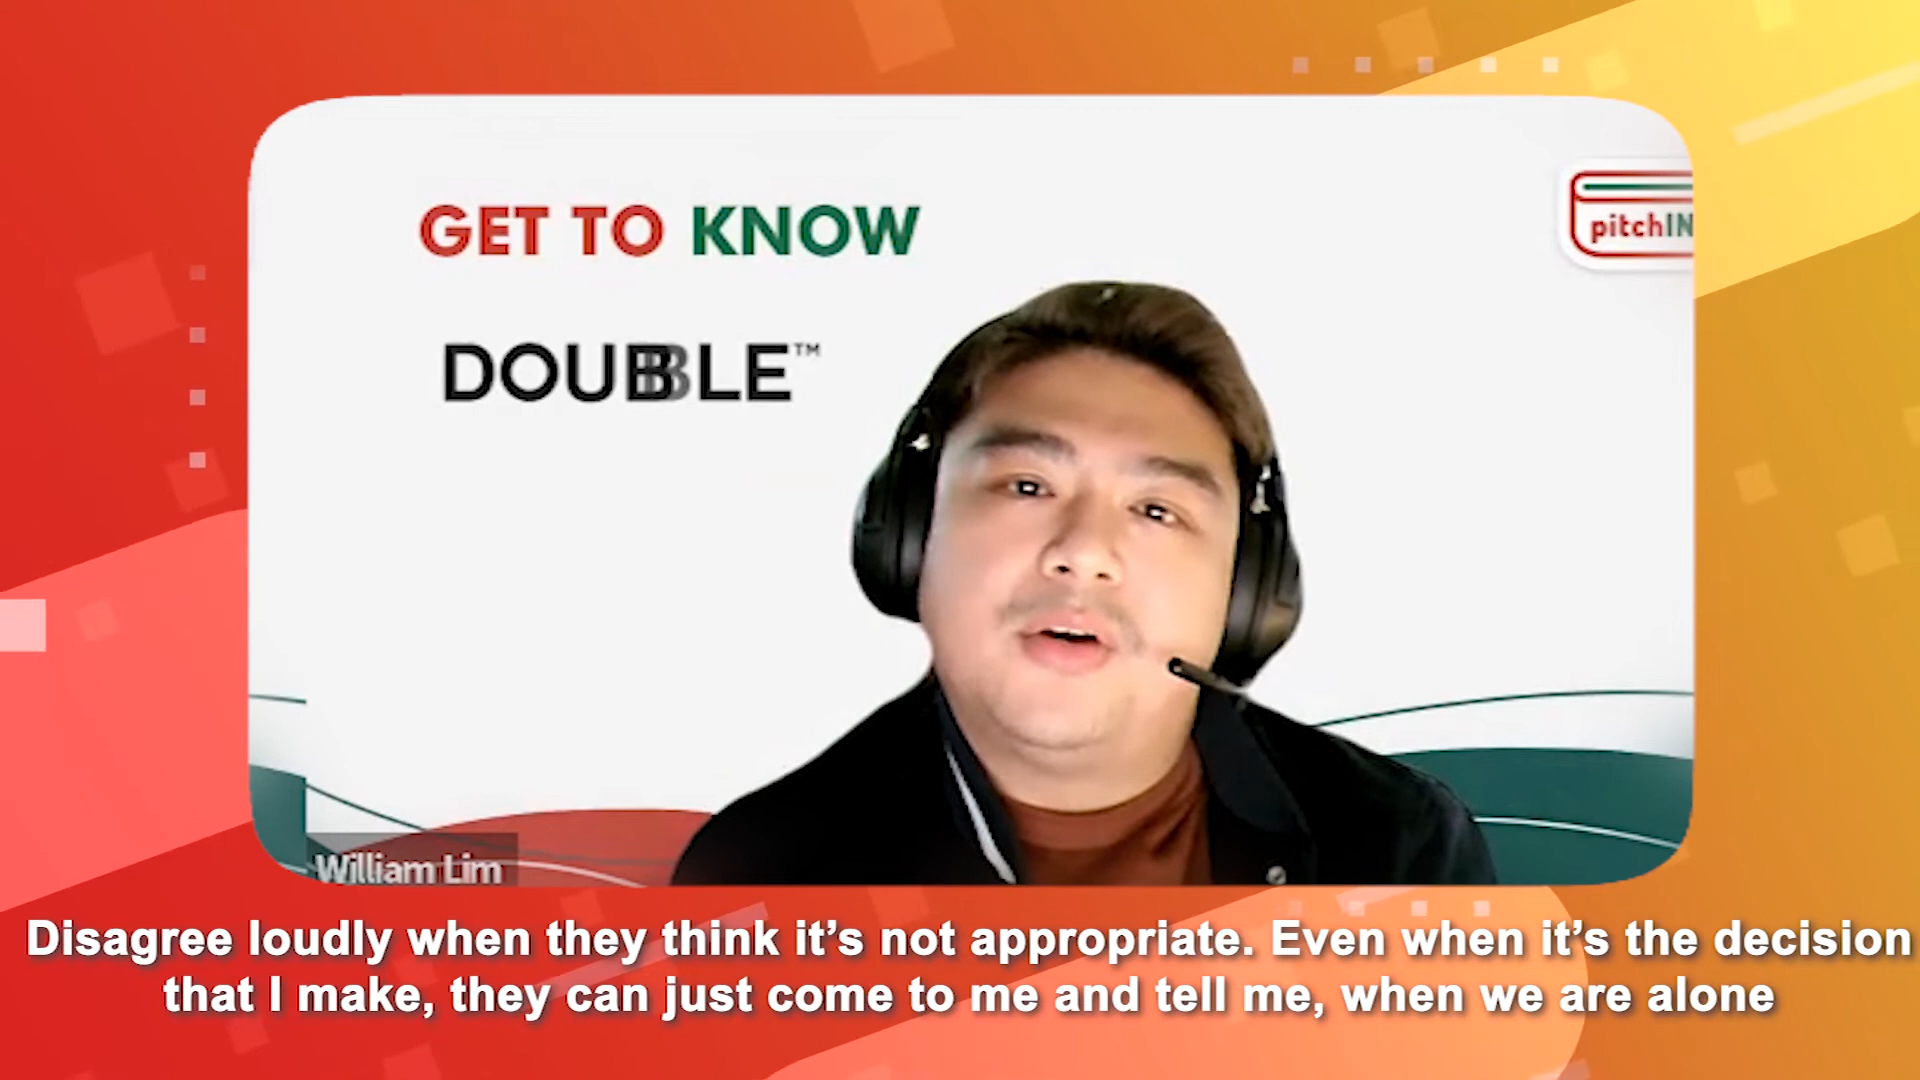 GET TO KNOW
pitchIN
DOUBBLE™
William Lim
Disagree loudly when they think it’s not appropriate. Even when it’s the decision
that I make, they can just come to me and tell me, when we are alone